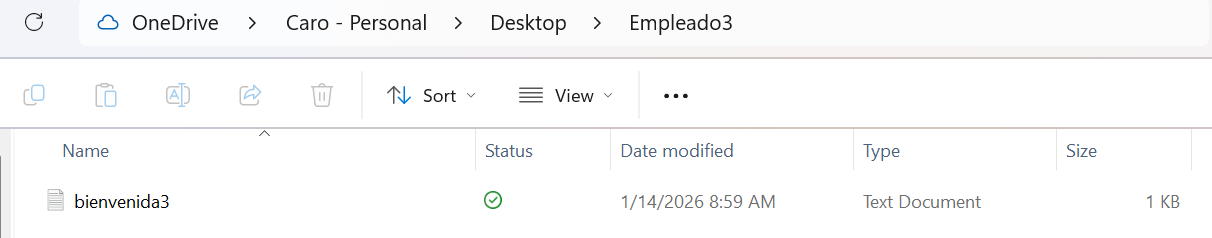 OneDrive > Caro - Personal > Desktop > Empleado3
Sort View
Name Status Date modified Type Size
bienvenida3 1/14/2026 8:59 AM Text Document 1 KB